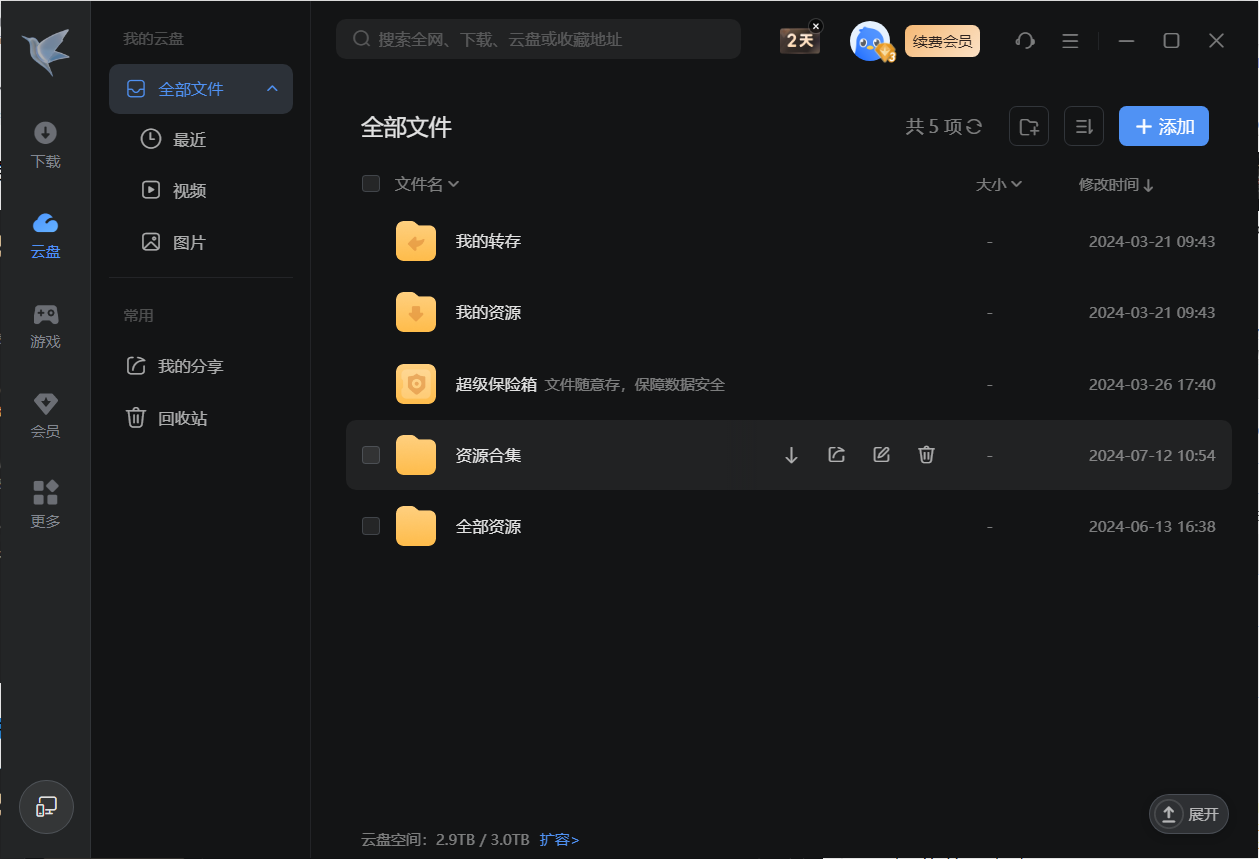 我的云盘
全部文件
最近
视频
图片
常用
我的分享
回收站
下载
云盘
游戏
会员
更多
搜索全网、下载、云盘或收藏地址
2天
3
续费会员
全部文件
共 5 项
添加
文件名
大小
修改时间
我的转存 - 2024-03-21 09:43
我的资源 - 2024-03-21 09:43
超级保险箱 文件随意存，保障数据安全 - 2024-03-26 17:40
资源合集 - 2024-07-12 10:54
全部资源 - 2024-06-13 16:38
云盘空间：2.9TB / 3.0TB 扩容>
展开